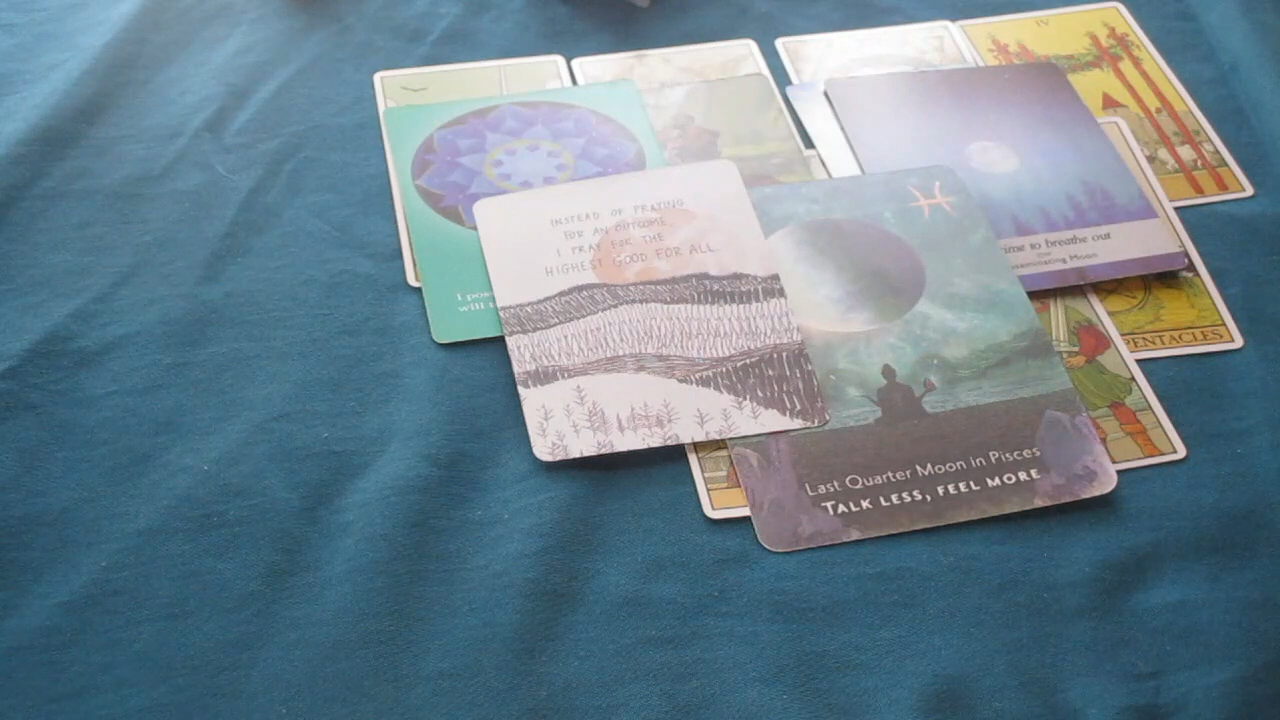 IV
INSTEAD OF PRAYING
FOR AN OUTCOME,
I PRAY FOR THE
HIGHEST GOOD FOR ALL.
time to breathe out
PENTACLES
I
will
Last Quarter Moon in Pisces
TALK LESS, FEEL MORE